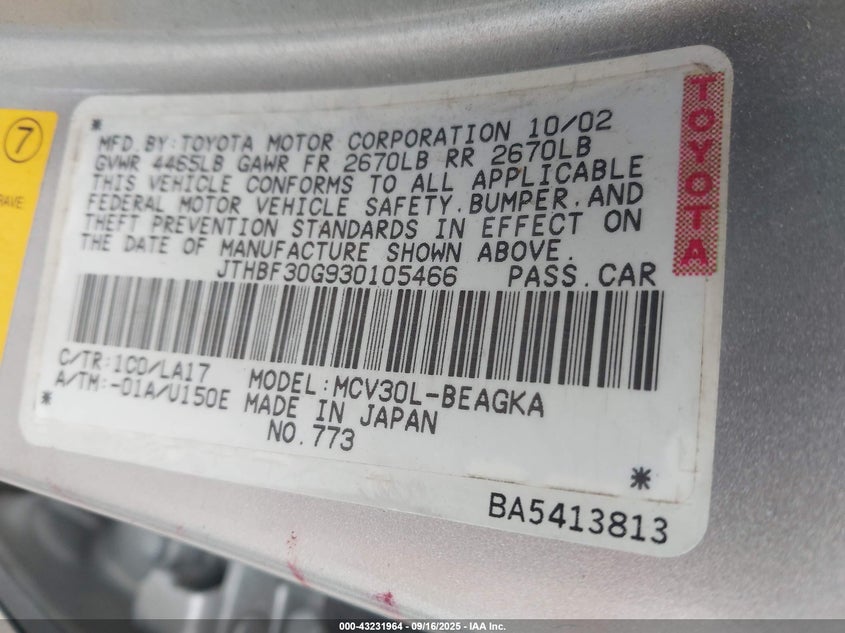 7
RAVE
MFD. BY: TOYOTA MOTOR CORPORATION 10/02
GVWR 4465LB GAWR FR 2670LB RR 2670LB
THIS VEHICLE CONFORMS TO ALL APPLICABLE
FEDERAL MOTOR VEHICLE SAFETY, BUMPER, AND
THEFT PREVENTION STANDARDS IN EFFECT ON
THE DATE OF MANUFACTURE SHOWN ABOVE.
JTHBF30G930105466 PASS.CAR
C/TR:1C0/LA17 MODEL:MCV30L-BEAGKA
A/TM:-01A/U150E MADE IN JAPAN
NO.773
BA5413813
TOYOTA
000-43231964 - 09/16/2025 - IAA Inc.